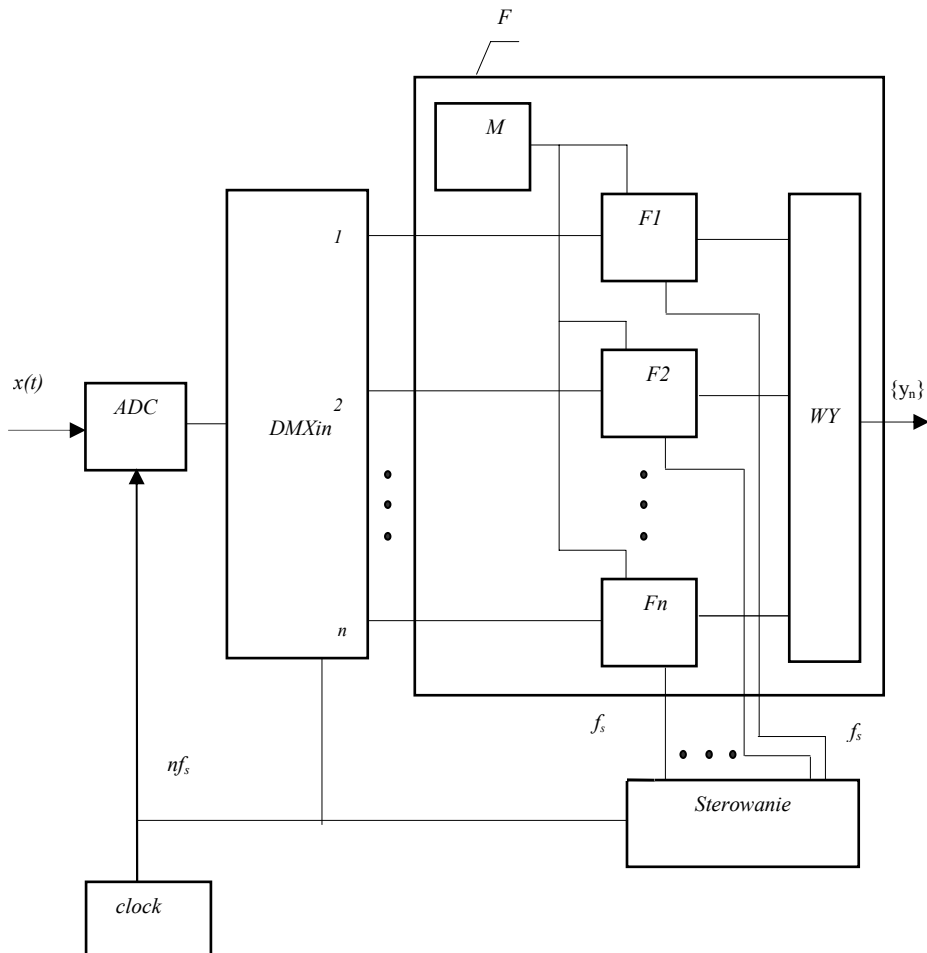 F
M
1
F1
x(t)
ADC
2
DMXin
F2
WY
{yₙ}
n
Fn
fₛ
fₛ
nfₛ
Sterowanie
clock